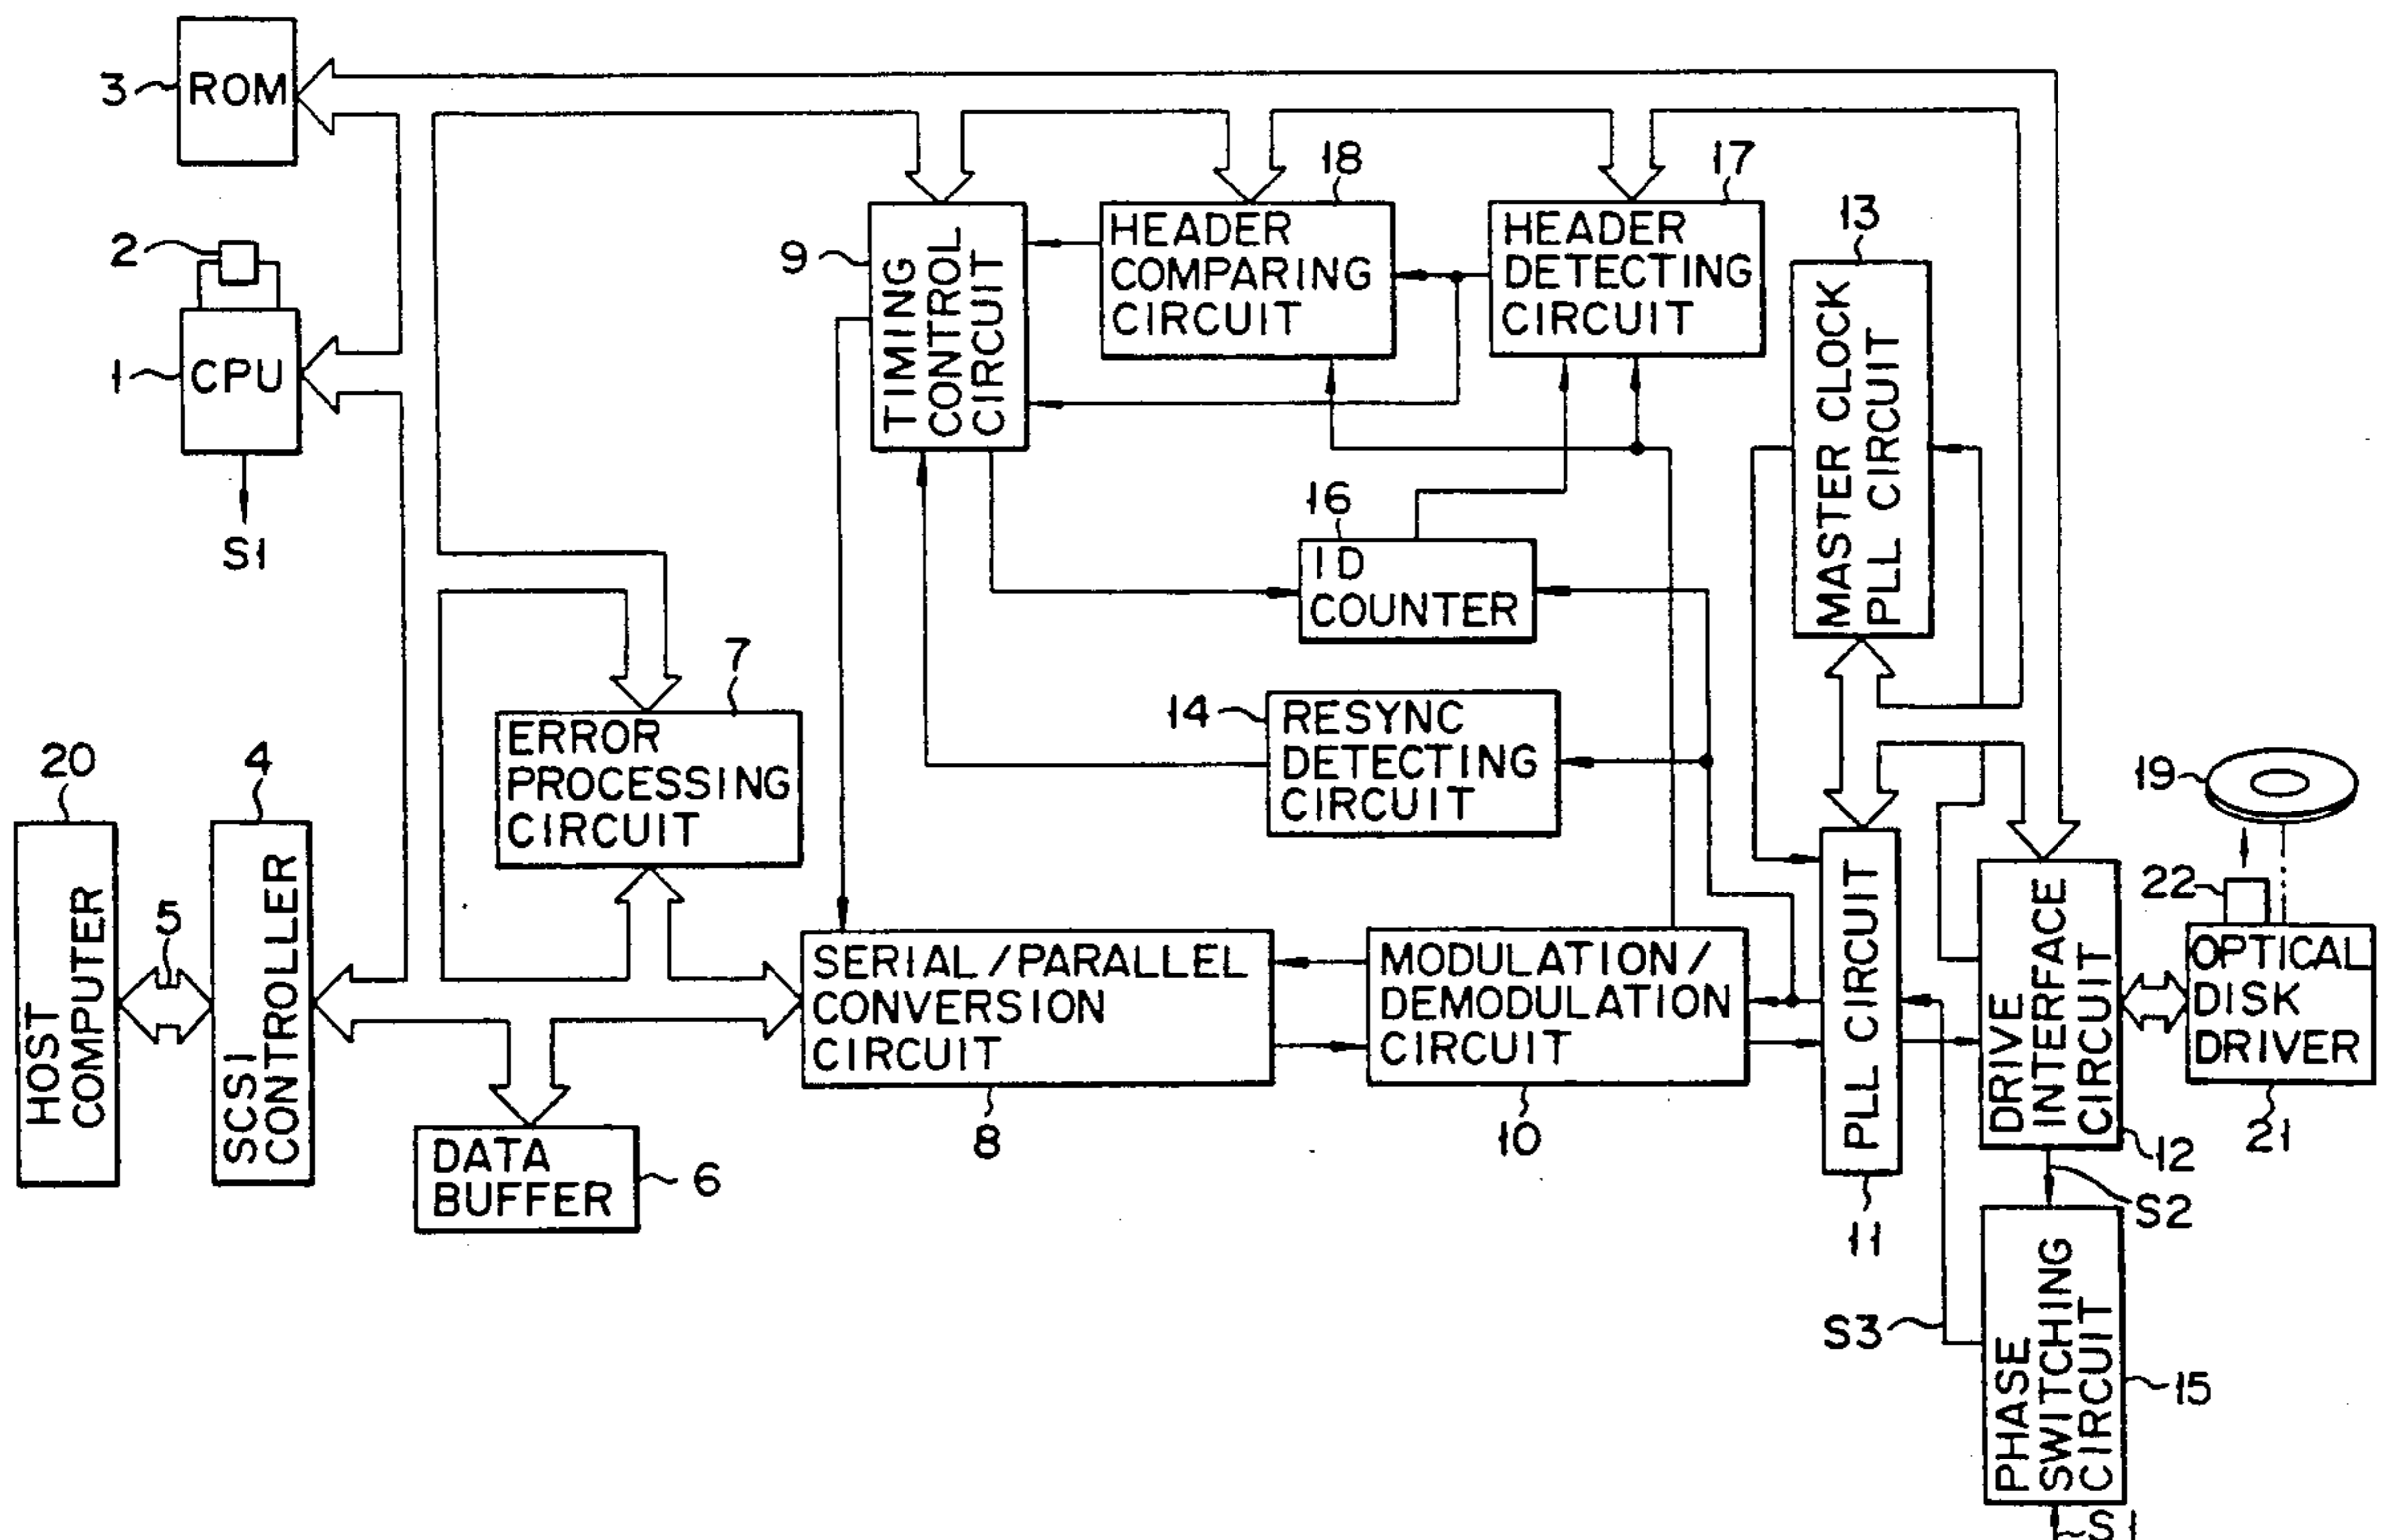 3
ROM
2
1
CPU
S1
9
TIMING
CONTROL
CIRCUIT
18
HEADER
COMPARING
CIRCUIT
17
HEADER
DETECTING
CIRCUIT
13
MASTER CLOCK
PLL CIRCUIT
16
ID
COUNTER
14
RESYNC
DETECTING
CIRCUIT
7
ERROR
PROCESSING
CIRCUIT
20
HOST
COMPUTER
5
4
SCSI
CONTROLLER
DATA
BUFFER
6
SERIAL/PARALLEL
CONVERSION
CIRCUIT
8
MODULATION/
DEMODULATION
CIRCUIT
10
PLL CIRCUIT
11
DRIVE
INTERFACE
CIRCUIT
12
19
22
OPTICAL
DISK
DRIVER
21
S2
S3
PHASE
SWITCHING
CIRCUIT
15
S1